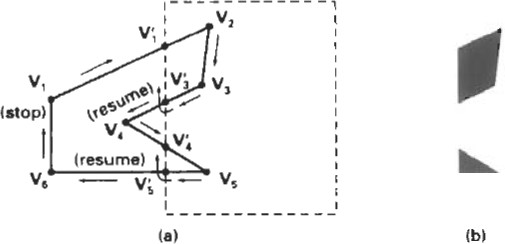 V₂
V′₁
V₁
(stop)
(resume)
V′₃
V₃
V₄
V′₄
(resume)
V₆
V′₅
V₅
(a)
(b)